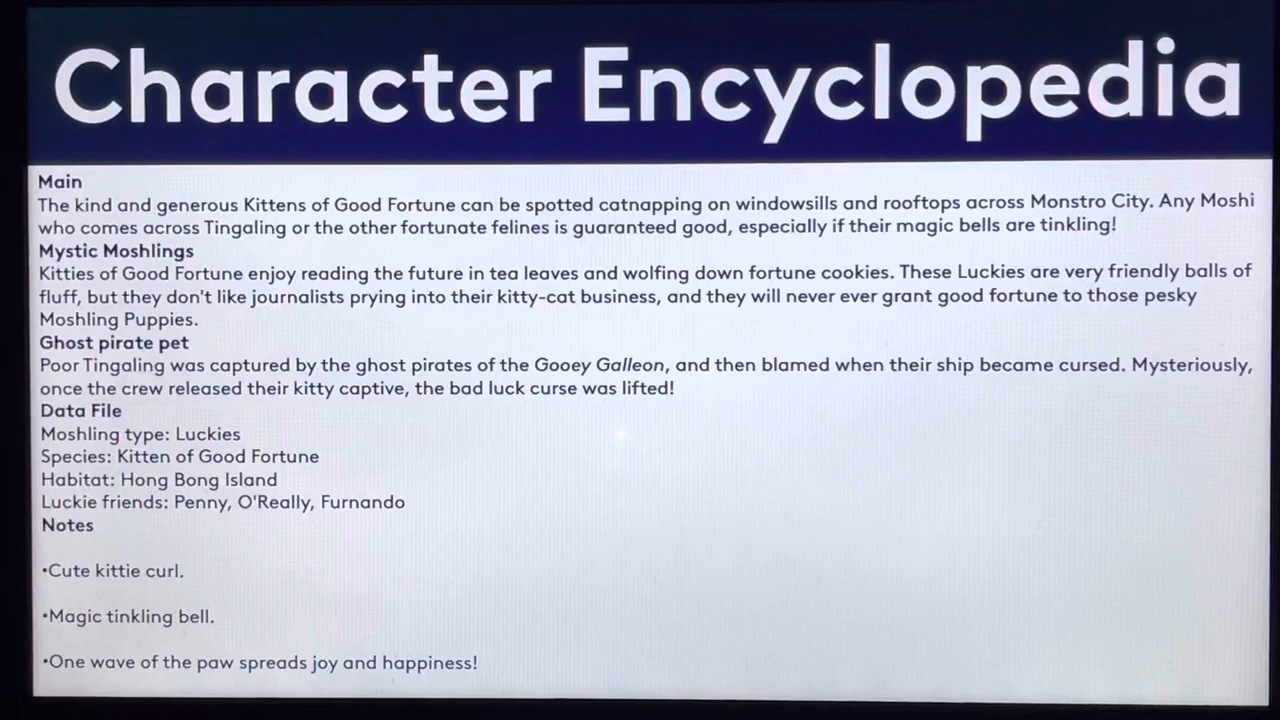 Character Encyclopedia
Main
The kind and generous Kittens of Good Fortune can be spotted catnapping on windowsills and rooftops across Monstro City. Any Moshi
who comes across Tingaling or the other fortunate felines is guaranteed good, especially if their magic bells are tinkling!
Mystic Moshlings
Kitties of Good Fortune enjoy reading the future in tea leaves and wolfing down fortune cookies. These Luckies are very friendly balls of
fluff, but they don't like journalists prying into their kitty-cat business, and they will never ever grant good fortune to those pesky
Moshling Puppies.
Ghost pirate pet
Poor Tingaling was captured by the ghost pirates of the Gooey Galleon, and then blamed when their ship became cursed. Mysteriously,
once the crew released their kitty captive, the bad luck curse was lifted!
Data File
Moshling type: Luckies
Species: Kitten of Good Fortune
Habitat: Hong Bong Island
Luckie friends: Penny, O'Really, Furnando
Notes
•Cute kittie curl.
•Magic tinkling bell.
•One wave of the paw spreads joy and happiness!